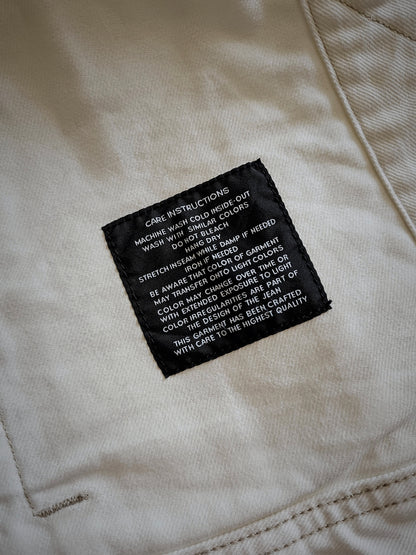 CARE INSTRUCTIONS
MACHINE WASH COLD INSIDE-OUT
WASH WITH SIMILAR COLORS
DO NOT BLEACH
HANG DRY
STRETCH INSEAM WHILE DAMP IF NEEDED
IRON IF NEEDED
BE AWARE THAT COLOR OF GARMENT
MAY TRANSFER ONTO LIGHT COLORS
COLOR MAY CHANGE OVER TIME OR
WITH EXTENDED EXPOSURE TO LIGHT
COLOR IRREGULARITIES ARE PART OF
THE DESIGN OF THE JEAN
THIS GARMENT HAS BEEN CRAFTED
WITH CARE TO THE HIGHEST QUALITY